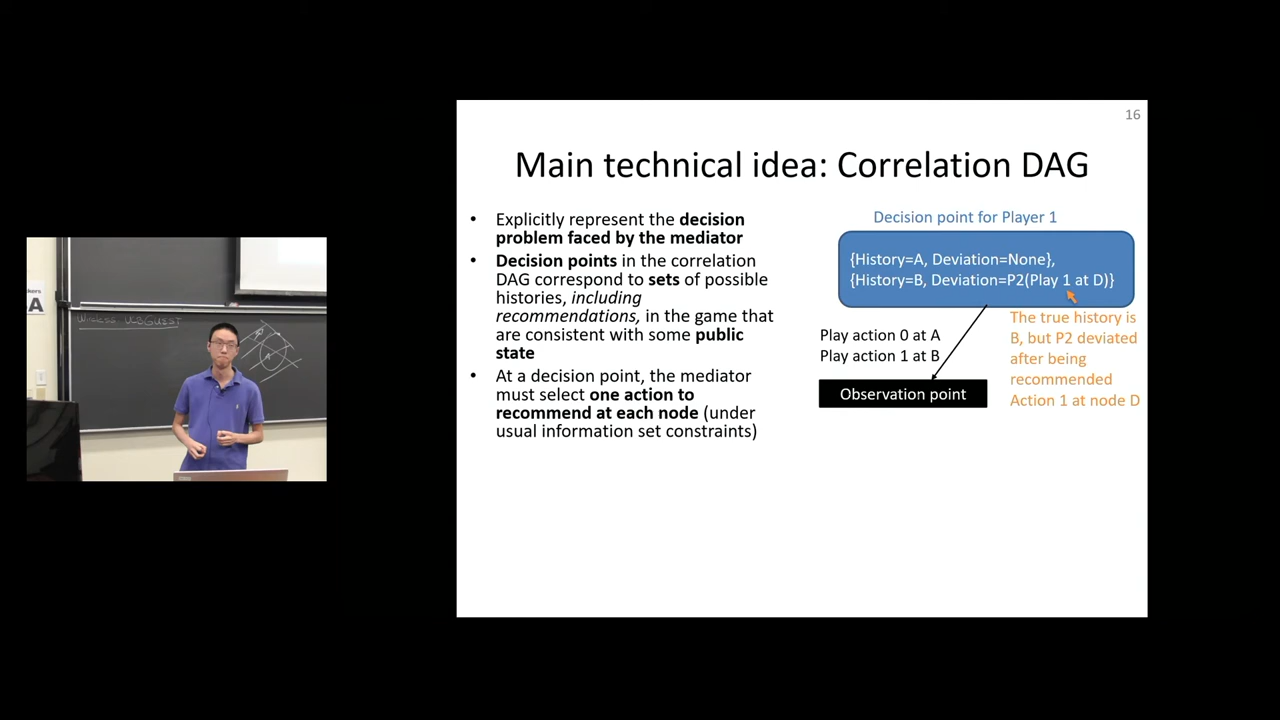 16
Main technical idea: Correlation DAG
• Explicitly represent the decision
problem faced by the mediator
• Decision points in the correlation
DAG correspond to sets of possible
histories, including
recommendations, in the game that
are consistent with some public
state
• At a decision point, the mediator
must select one action to
recommend at each node (under
usual information set constraints)
Decision point for Player 1
{History=A, Deviation=None},
{History=B, Deviation=P2(Play 1 at D)}
The true history is
B, but P2 deviated
after being
recommended
Action 1 at node D
Play action 0 at A
Play action 1 at B
Observation point
A